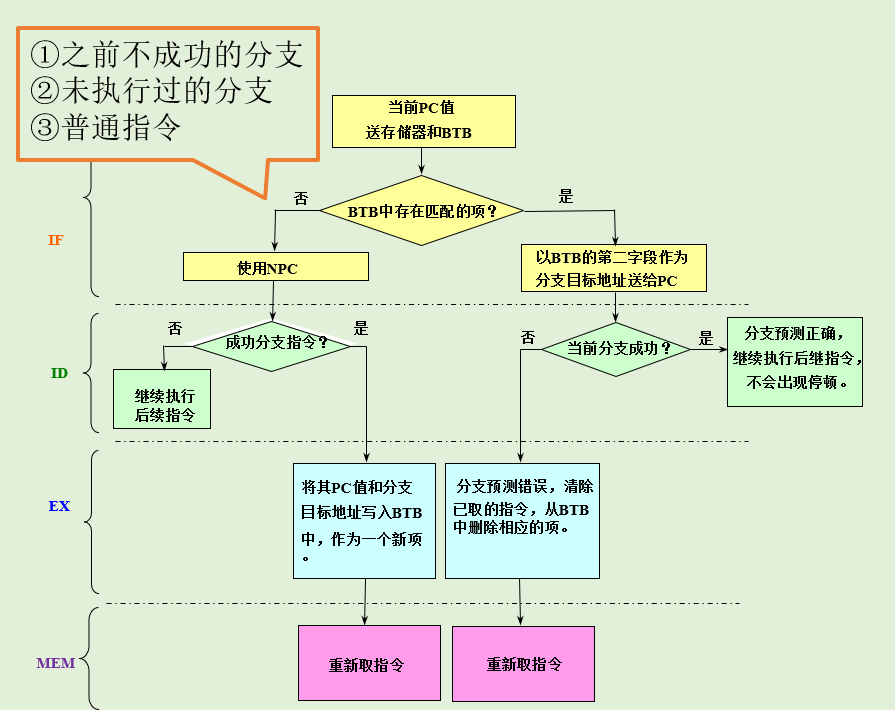 ①之前不成功的分支
②未执行过的分支
③普通指令
当前PC值
送存储器和BTB
BTB中存在匹配的项？
否
是
IF
使用NPC
以BTB的第二字段作为
分支目标地址送给PC
ID
成功分支指令？
否
是
继续执行
后续指令
当前分支成功？
否
是
分支预测正确，
继续执行后继指令，
不会出现停顿。
EX
将其PC值和分支
目标地址写入BTB
中，作为一个新项
。
分支预测错误，清除
已取的指令，从BTB
中删除相应的项。
MEM
重新取指令
重新取指令